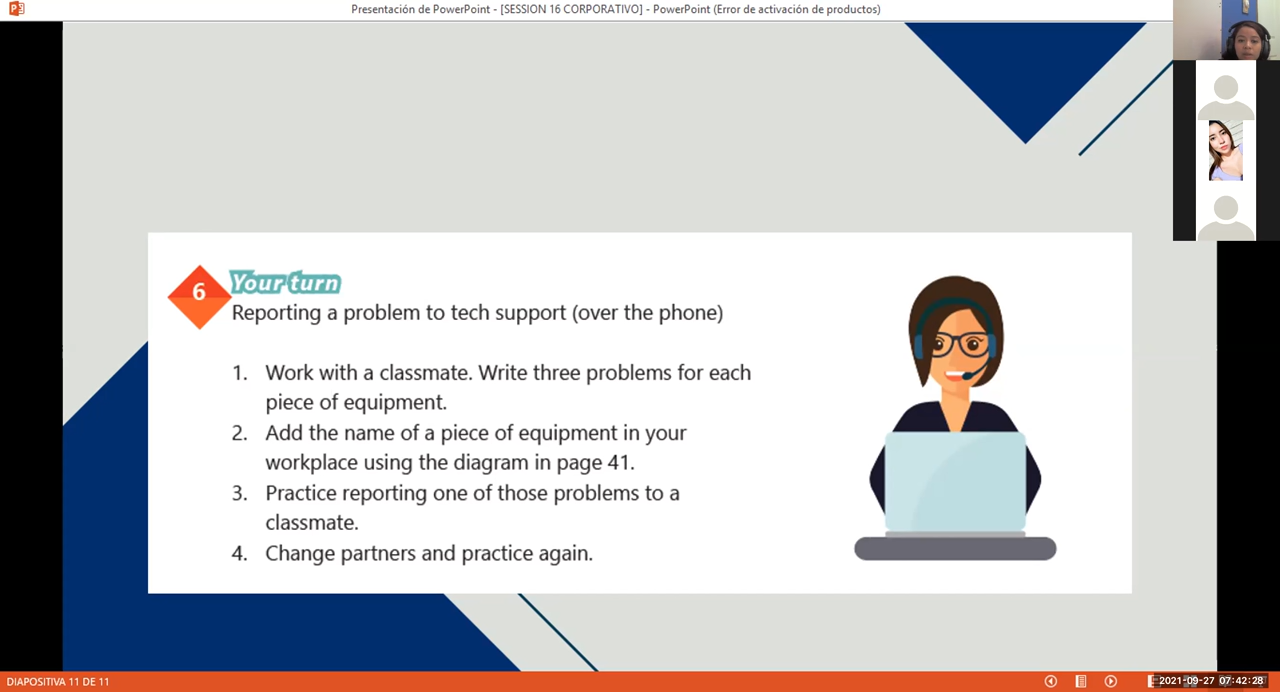 Presentación de PowerPoint - [SESSION 16 CORPORATIVO] - PowerPoint (Error de activación de productos)
6
Your turn
Reporting a problem to tech support (over the phone)
1. Work with a classmate. Write three problems for each
piece of equipment.
2. Add the name of a piece of equipment in your
workplace using the diagram in page 41.
3. Practice reporting one of those problems to a
classmate.
4. Change partners and practice again.
DIAPOSITIVA 11 DE 11
2021-09-27 07:42:28